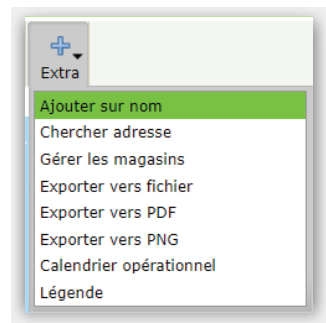 Extra
Ajouter sur nom
Chercher adresse
Gérer les magasins
Exporter vers fichier
Exporter vers PDF
Exporter vers PNG
Calendrier opérationnel
Légende